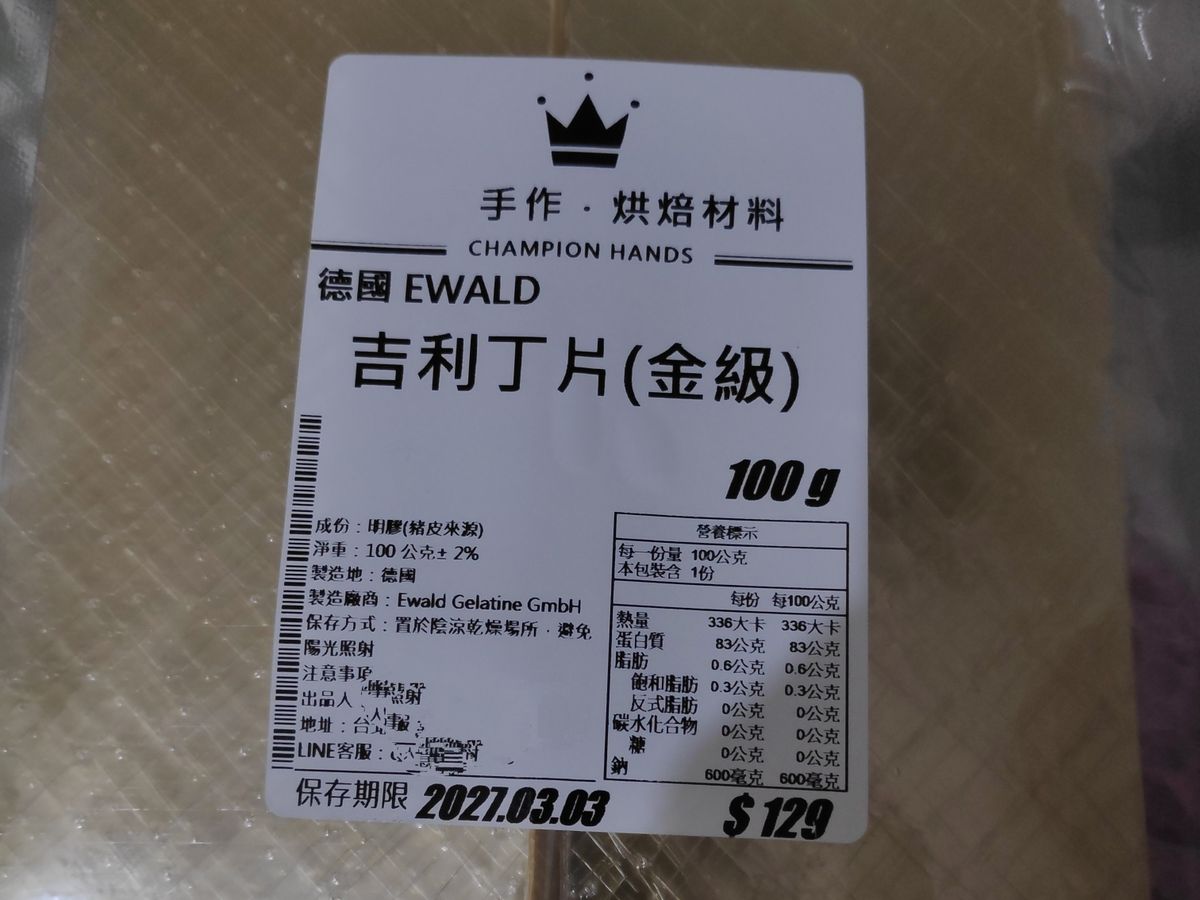 手作·烘焙材料
CHAMPION HANDS
德國 EWALD
吉利丁片(金級)
100 g
成份：明膠(豬皮來源)
淨重：100 公克± 2%
製造地：德國
製造廠商：Ewald Gelatine GmbH
保存方式：置於陰涼乾燥場所，避免
陽光照射
注意事項
出品人
地址：台
LINE客服：
保存期限 2027.03.03
營養標示
每一份量 100公克
本包裝含 1份
每份 每100公克
熱量 336大卡 336大卡
蛋白質 83公克 83公克
脂肪 0.6公克 0.6公克
飽和脂肪 0.3公克 0.3公克
反式脂肪 0公克 0公克
碳水化合物 0公克 0公克
糖 0公克 0公克
鈉 600毫克 600毫克
$ 129